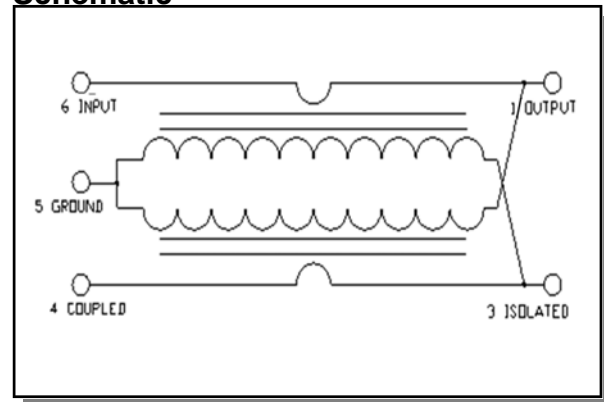 Schematic
6 INPUT
1 OUTPUT
5 GROUND
4 COUPLED
3 ISOLATED